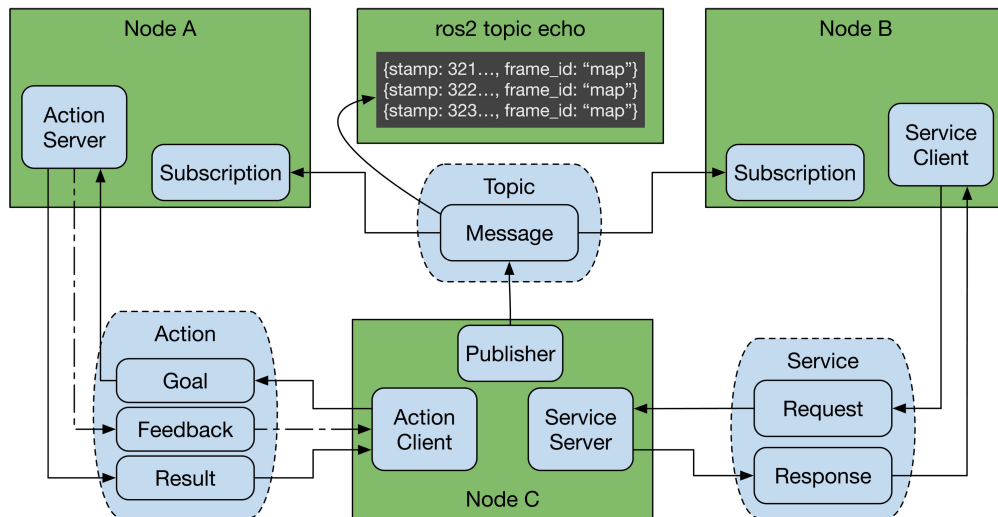 Node A
ros2 topic echo
Node B
{stamp: 321…, frame_id: “map”}
{stamp: 322…, frame_id: “map”}
{stamp: 323…, frame_id: “map”}
Action
Server
Subscription
Service
Client
Subscription
Topic
Message
Action
Goal
Feedback
Result
Publisher
Action
Client
Service
Server
Node C
Service
Request
Response